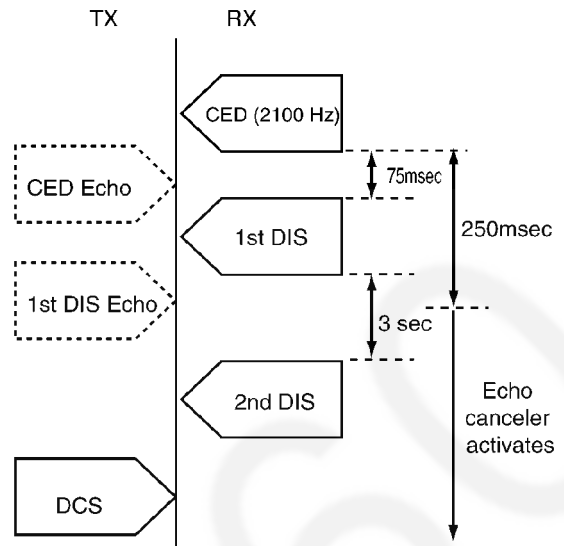 TX
RX
CED (2100 Hz)
CED Echo
75msec
1st DIS
250msec
1st DIS Echo
3 sec
2nd DIS
Echo
canceler
activates
DCS